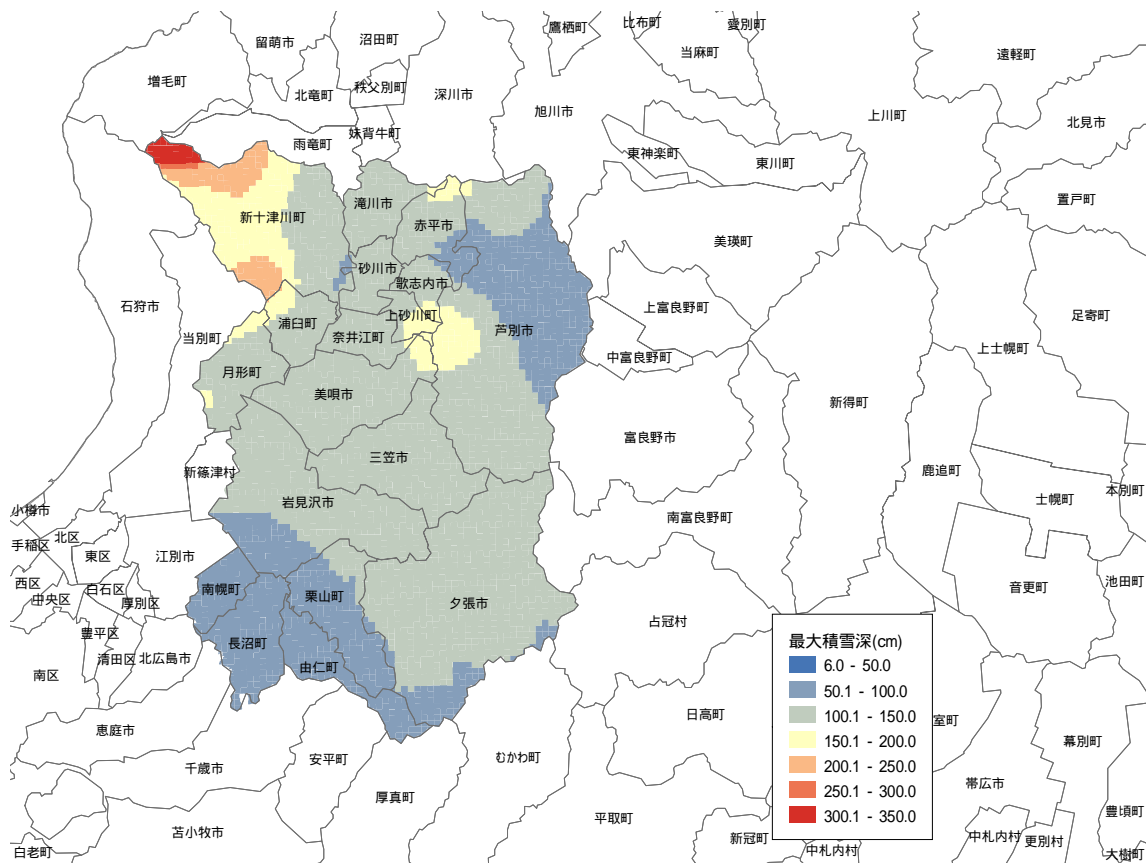 鷹栖町
比布町
愛別町
留萌市
沼田町
当麻町
遠軽町
増毛町
秩父別町
北竜町
深川市
旭川市
上川町
北見市
妹背牛町
雨竜町
東神楽町
東川町
置戸町
滝川市
新十津川町
赤平市
美瑛町
砂川市
歌志内市
石狩市
上富良野町
上砂川町
足寄町
浦臼町
芦別市
当別町
奈井江町
上士幌町
中富良野町
月形町
美唄市
新得町
富良野市
三笠市
新篠津村
鹿追町
本別町
岩見沢市
士幌町
小樽市
南富良野町
北区
手稲区
東区
江別市
西区
白石区
南幌町
音更町
池田町
中央区
厚別区
栗山町
夕張市
占冠村
豊平区
長沼町
清田区
北広島市
由仁町
南区
日高町
室町
恵庭市
幕別町
安平町
むかわ町
千歳市
帯広市
厚真町
豊頃町
平取町
苫小牧市
新冠町
中札内村
更別村
白老町
中札内村
大樹町
最大積雪深(cm)
6.0 - 50.0
50.1 - 100.0
100.1 - 150.0
150.1 - 200.0
200.1 - 250.0
250.1 - 300.0
300.1 - 350.0